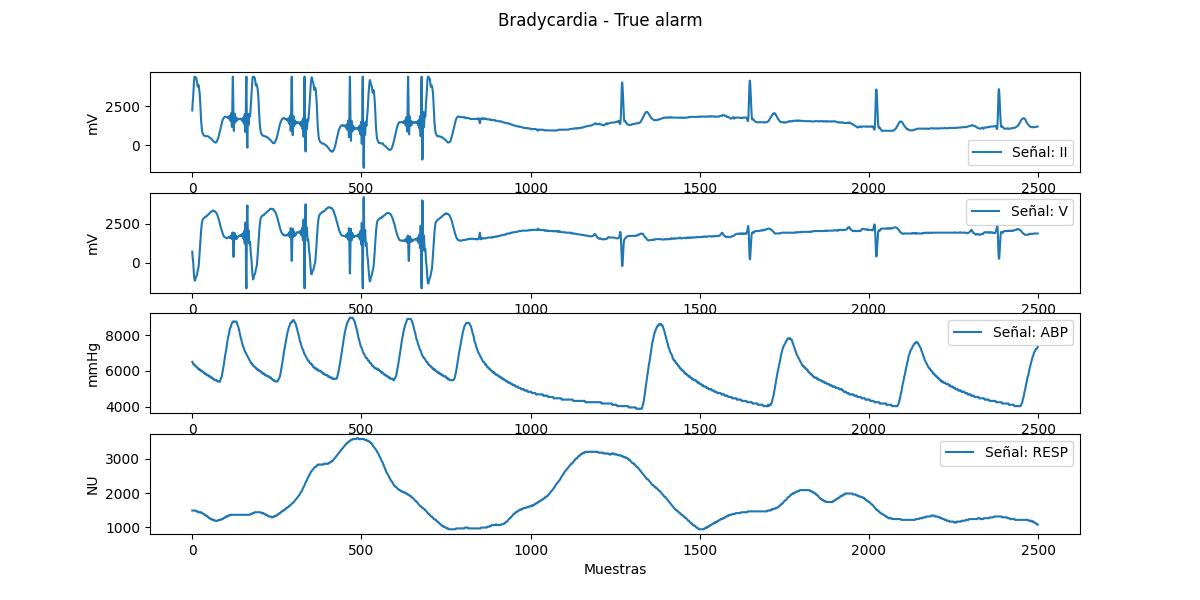 Bradycardia - True alarm
2500
0
mV
Señal: II
0 500 1000 1500 2000 2500
2500
0
mV
Señal: V
0 500 1000 1500 2000 2500
8000
6000
4000
mmHg
Señal: ABP
0 500 1000 1500 2000 2500
3000
2000
1000
NU
Señal: RESP
0 500 1000 1500 2000 2500
Muestras